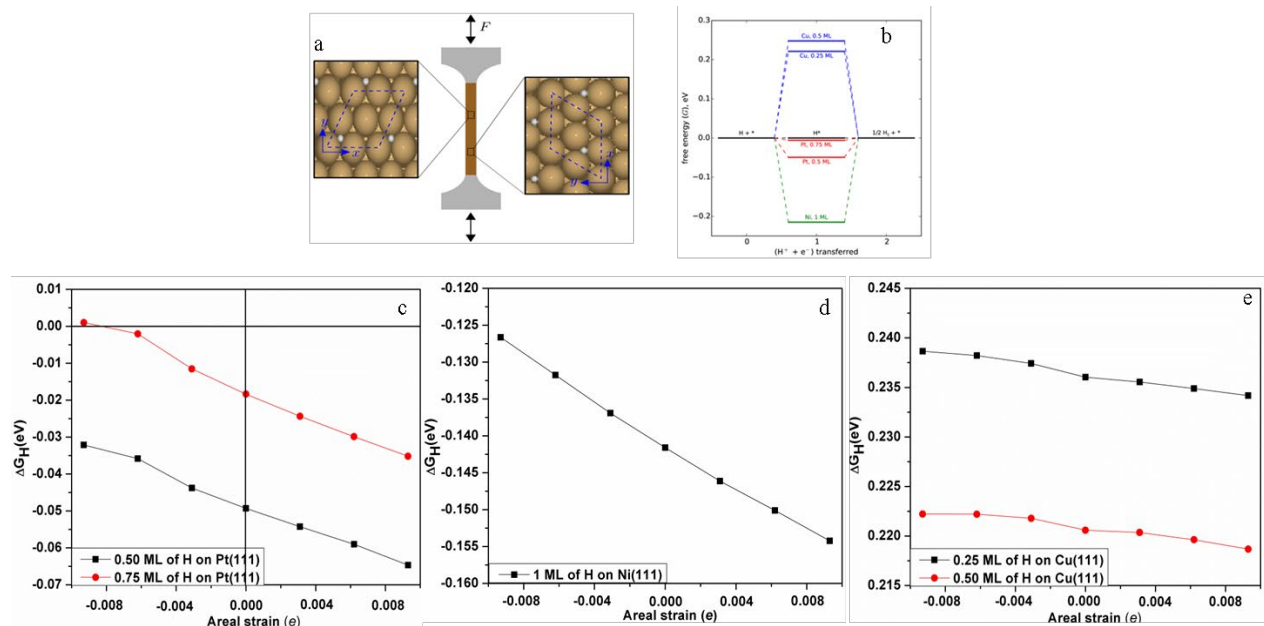 a
F
y
x
x
y
b
0.3
0.2
0.1
0.0
−0.1
−0.2
free energy (G), eV
Cu, 0.5 ML
Cu, 0.25 ML
H + *
H*
1/2 H₂ + *
Pt, 0.75 ML
Pt, 0.5 ML
Ni, 1 ML
0
1
2
(H⁺ + e⁻) transferred
c
0.01
0.00
-0.01
-0.02
-0.03
-0.04
-0.05
-0.06
-0.07
ΔG_H(eV)
0.50 ML of H on Pt(111)
0.75 ML of H on Pt(111)
-0.008 -0.004 0.000 0.004 0.008
Areal strain (e)
d
-0.120
-0.125
-0.130
-0.135
-0.140
-0.145
-0.150
-0.155
-0.160
ΔG_H(eV)
1 ML of H on Ni(111)
-0.008 -0.004 0.000 0.004 0.008
Areal strain (e)
e
0.245
0.240
0.235
0.230
0.225
0.220
0.215
ΔG_H(eV)
0.25 ML of H on Cu(111)
0.50 ML of H on Cu(111)
-0.008 -0.004 0.000 0.004 0.008
Areal strain (e)